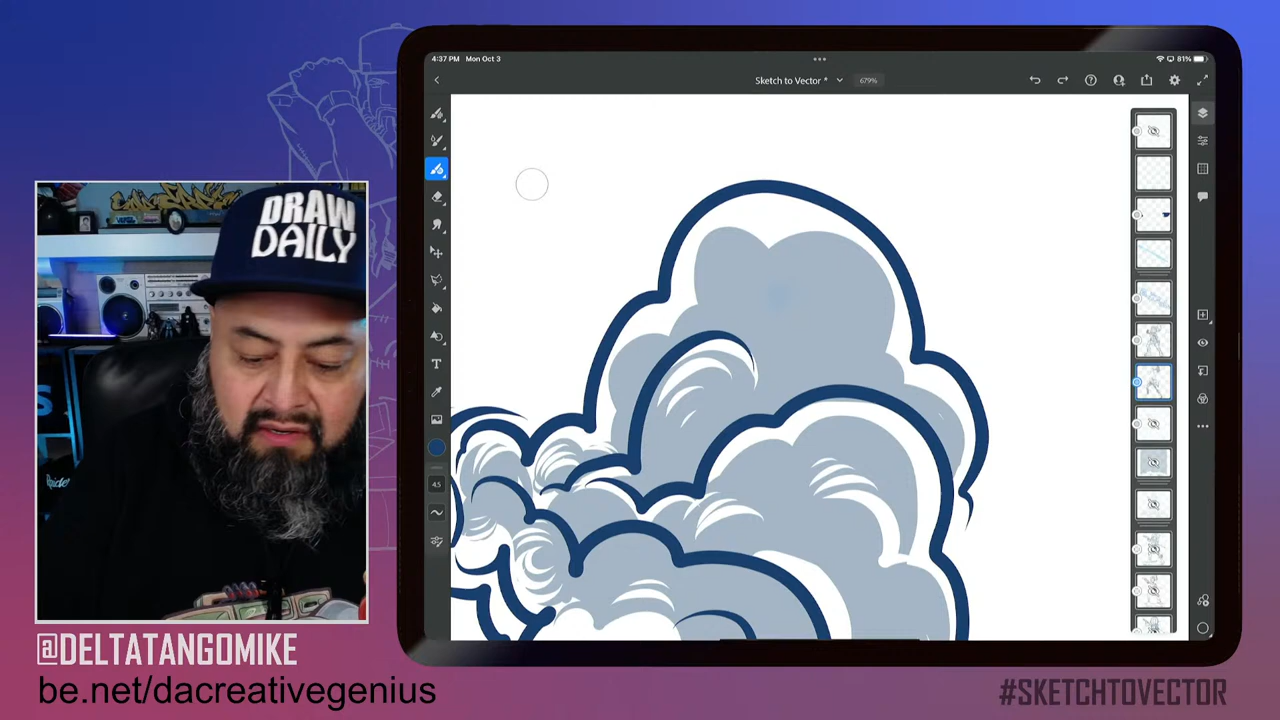 4:37 PM Mon Oct 3
81%
Sketch to Vector *
679%
T
45
DRAW
DAILY
@DELTATANGOMIKE
be.net/dacreativegenius
#SKETCHTOVECTOR